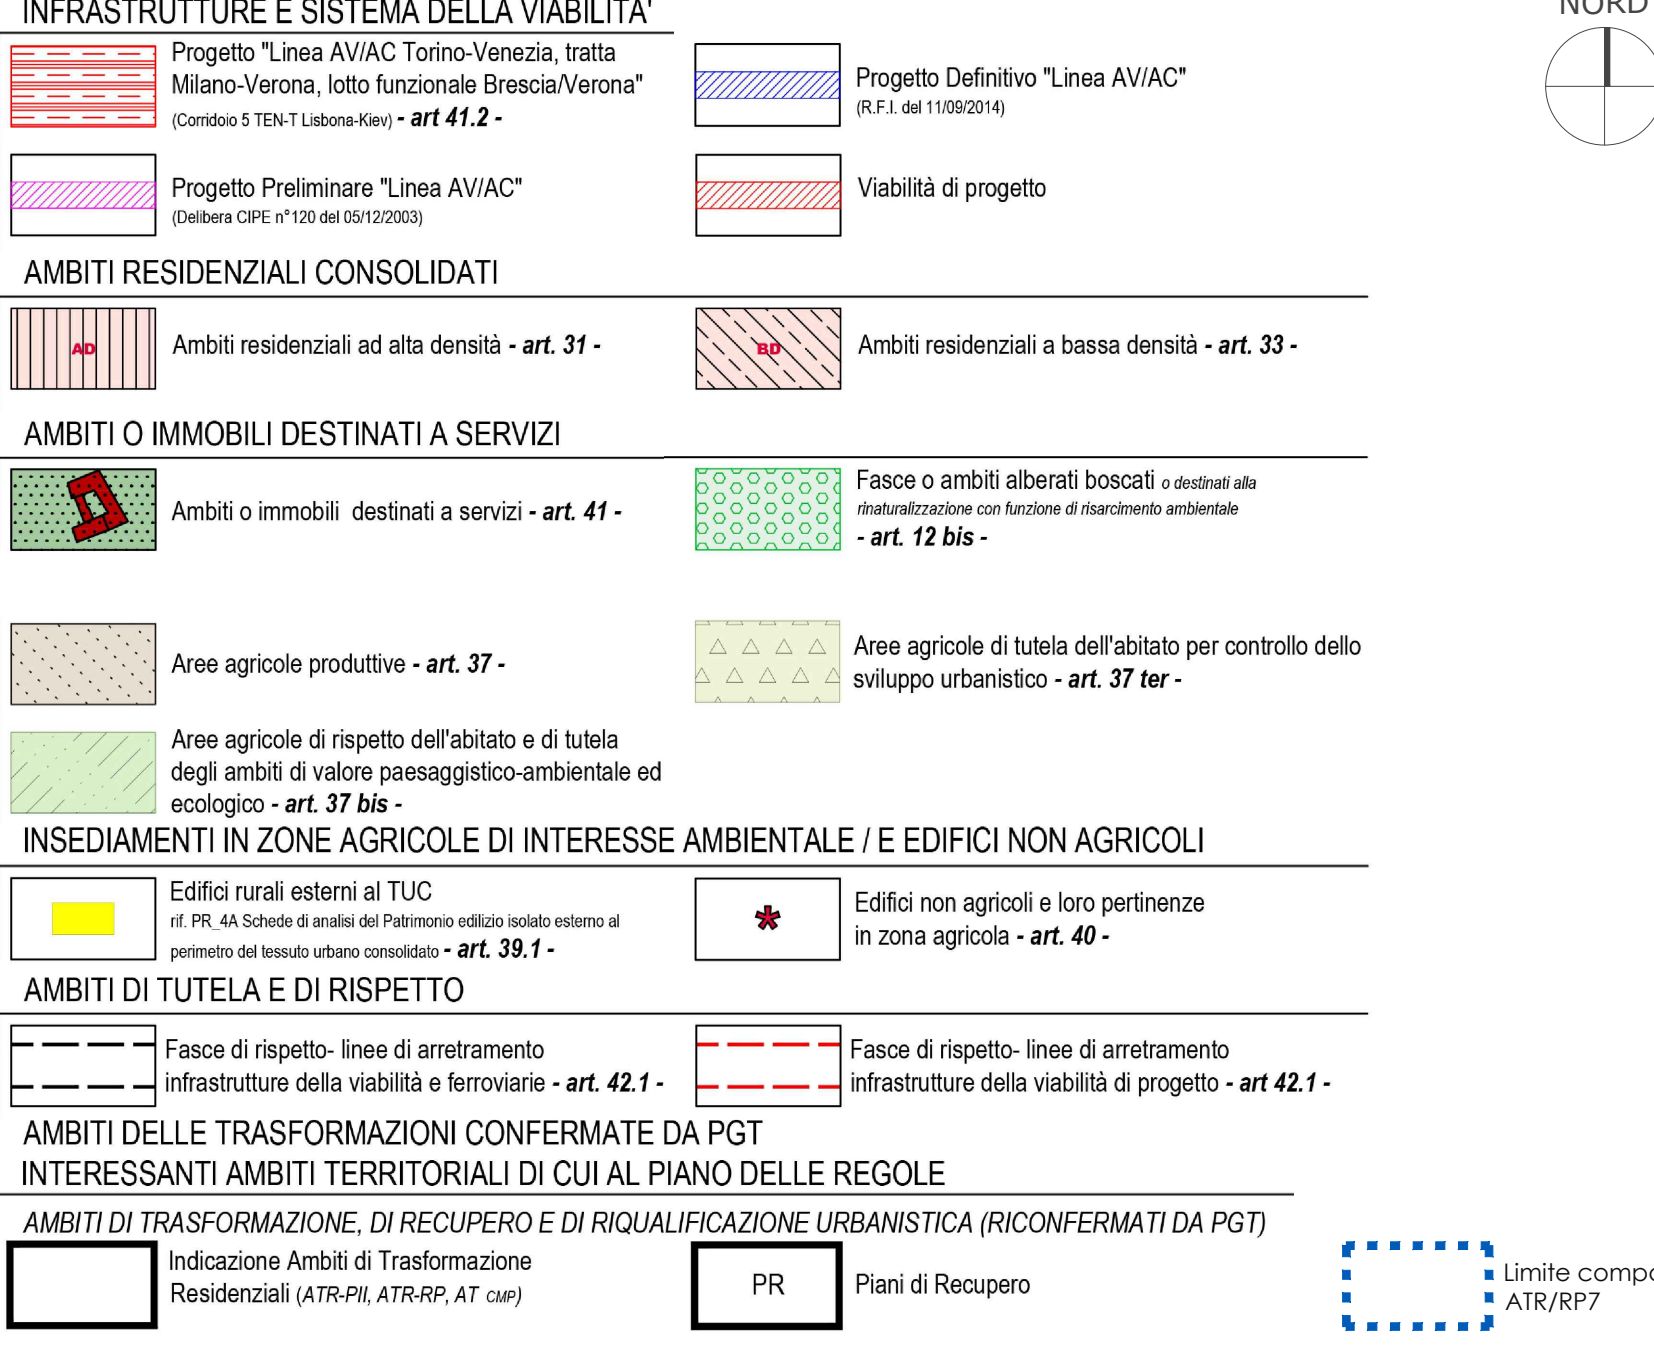 INFRASTRUTTURE E SISTEMA DELLA VIABILITA'
NORD
Progetto "Linea AV/AC Torino-Venezia, tratta
Milano-Verona, lotto funzionale Brescia/Verona"
(Corridoio 5 TEN-T Lisbona-Kiev) - art 41.2 -
Progetto Definitivo "Linea AV/AC"
(R.F.I. del 11/09/2014)
Progetto Preliminare "Linea AV/AC"
(Delibera CIPE n°120 del 05/12/2003)
Viabilità di progetto
AMBITI RESIDENZIALI CONSOLIDATI
AD
Ambiti residenziali ad alta densità - art. 31 -
BD
Ambiti residenziali a bassa densità - art. 33 -
AMBITI O IMMOBILI DESTINATI A SERVIZI
Ambiti o immobili destinati a servizi - art. 41 -
Fasce o ambiti alberati boscati o destinati alla
rinaturalizzazione con funzione di risarcimento ambientale
- art. 12 bis -
Aree agricole produttive - art. 37 -
Aree agricole di tutela dell'abitato per controllo dello
sviluppo urbanistico - art. 37 ter -
Aree agricole di rispetto dell'abitato e di tutela
degli ambiti di valore paesaggistico-ambientale ed
ecologico - art. 37 bis -
INSEDIAMENTI IN ZONE AGRICOLE DI INTERESSE AMBIENTALE / E EDIFICI NON AGRICOLI
Edifici rurali esterni al TUC
rif. PR_4A Schede di analisi del Patrimonio edilizio isolato esterno al
perimetro del tessuto urbano consolidato - art. 39.1 -
Edifici non agricoli e loro pertinenze
in zona agricola - art. 40 -
AMBITI DI TUTELA E DI RISPETTO
Fasce di rispetto- linee di arretramento
infrastrutture della viabilità e ferroviarie - art. 42.1 -
Fasce di rispetto- linee di arretramento
infrastrutture della viabilità di progetto - art 42.1 -
AMBITI DELLE TRASFORMAZIONI CONFERMATE DA PGT
INTERESSANTI AMBITI TERRITORIALI DI CUI AL PIANO DELLE REGOLE
AMBITI DI TRASFORMAZIONE, DI RECUPERO E DI RIQUALIFICAZIONE URBANISTICA (RICONFERMATI DA PGT)
Indicazione Ambiti di Trasformazione
Residenziali (ATR-PII, ATR-RP, AT CMP)
PR
Piani di Recupero
Limite
ATR/RP7